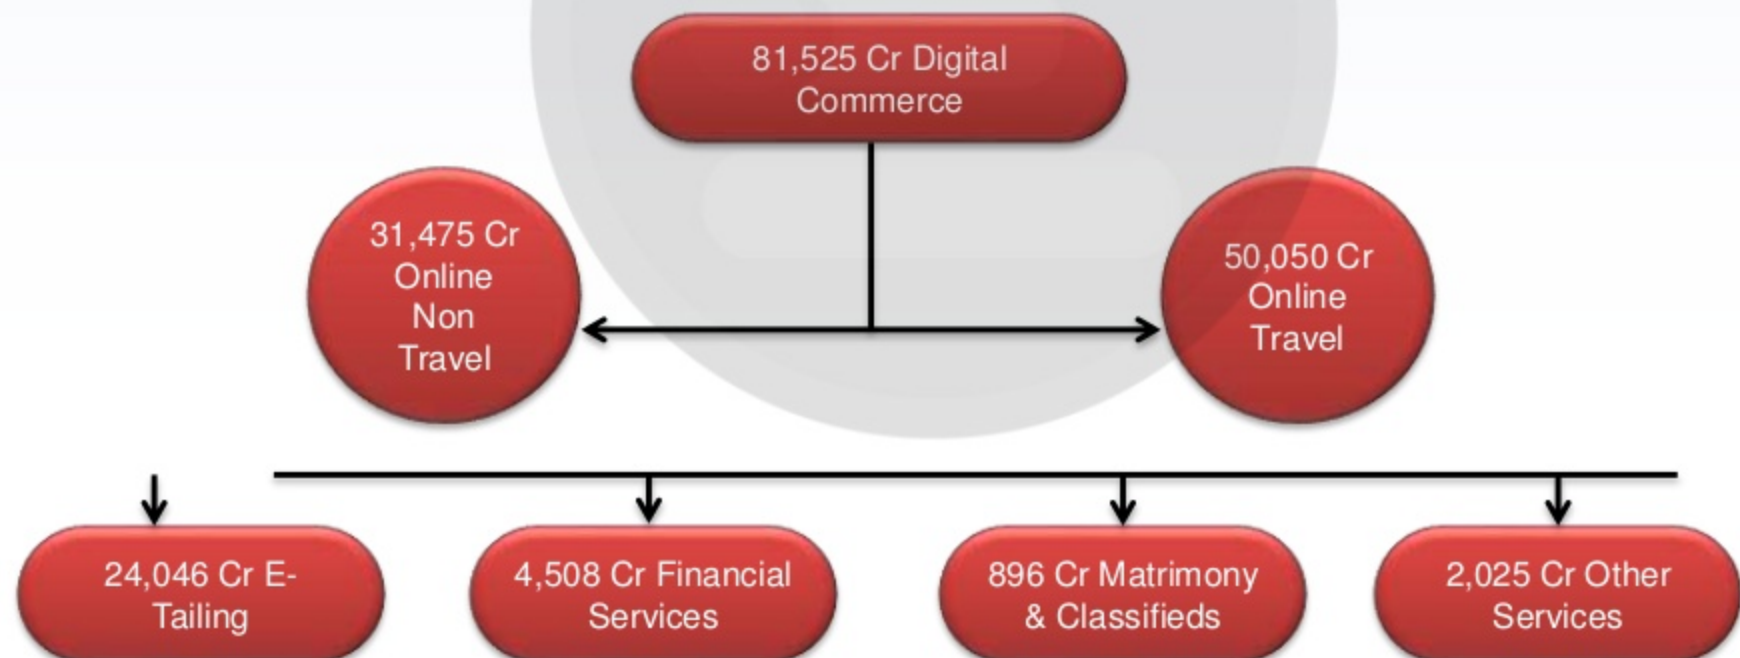 81,525 Cr Digital
Commerce
31,475 Cr
Online
Non
Travel
50,050 Cr
Online
Travel
24,046 Cr E-
Tailing
4,508 Cr Financial
Services
896 Cr Matrimony
& Classifieds
2,025 Cr Other
Services